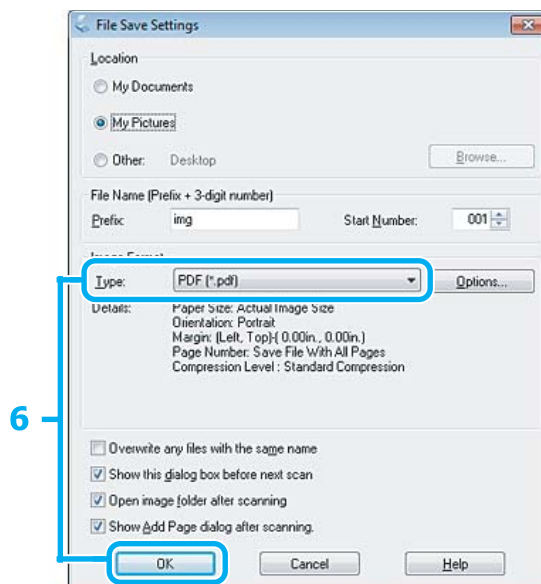 File Save Settings
Location
My Documents
My Pictures
Other: Desktop Browse...
File Name (Prefix + 3-digit number)
Prefix: img Start Number: 001
Image Format
Type: PDF (*.pdf) Options...
Details: Paper Size: Actual Image Size
Orientation: Portrait
Margin: (Left, Top)-( 0.00in., 0.00in.)
Page Number: Save File With All Pages
Compression Level : Standard Compression
6
Overwrite any files with the same name
Show this dialog box before next scan
Open image folder after scanning
Show Add Page dialog after scanning.
OK Cancel Help